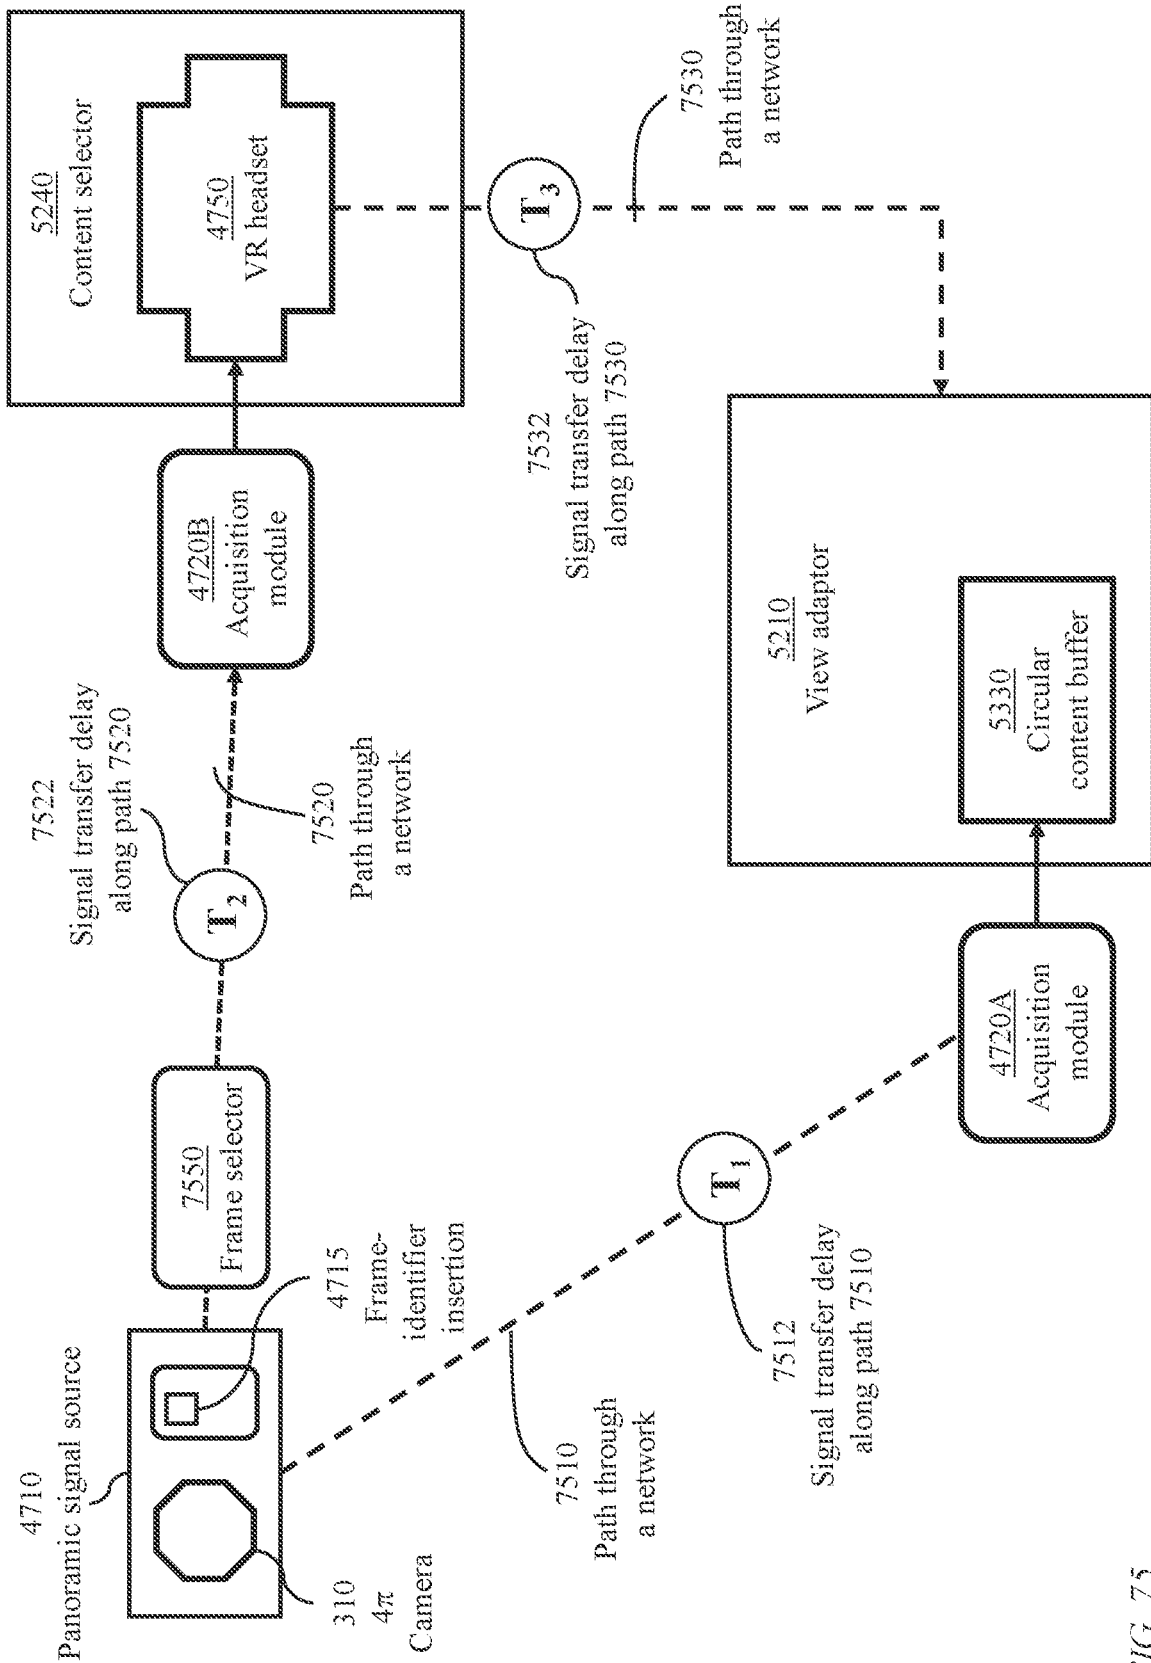 4710
Panoramic signal source
310
4π
Camera
4715
Frame-
identifier
insertion
7550
Frame selector
7522
Signal transfer delay
along path 7520
T2
7520
Path through
a network
4720B
Acquisition
module
5240
Content selector
4750
VR headset
T3
7532
Signal transfer delay
along path 7530
7530
Path through
a network
7510
Path through
a network
T1
7512
Signal transfer delay
along path 7510
4720A
Acquisition
module
5210
View adaptor
5330
Circular
content buffer
FIG. 75